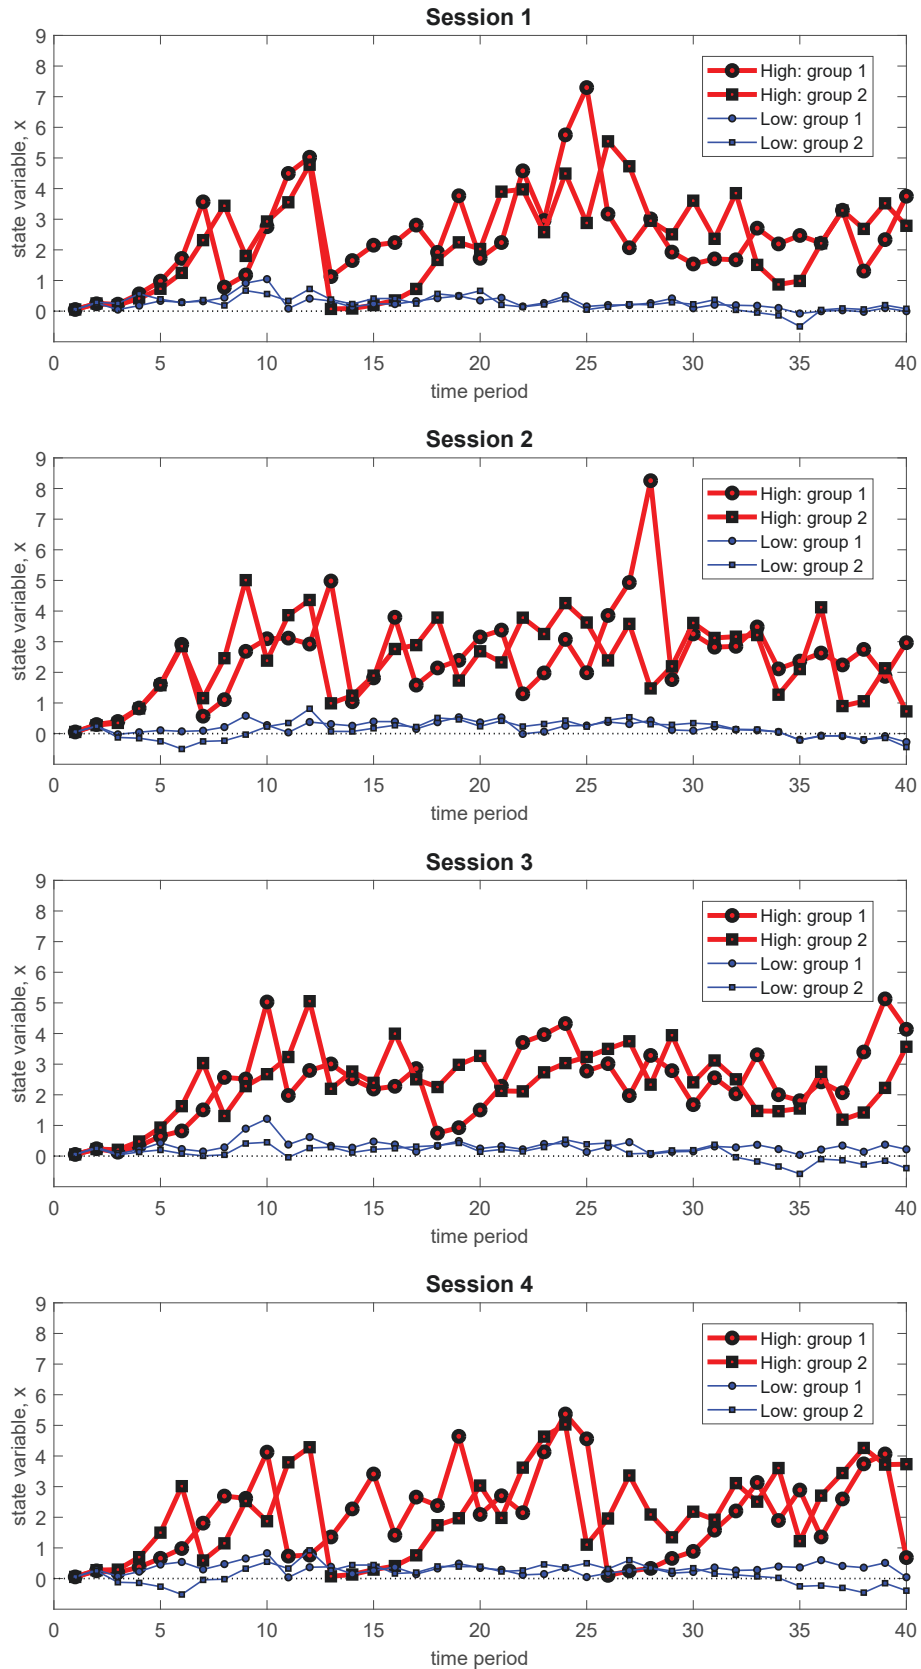 Session 1
9
8
7
6
5
4
3
2
1
0
state variable, x
High: group 1
High: group 2
Low: group 1
Low: group 2
0 5 10 15 20 25 30 35 40
time period
Session 2
9
8
7
6
5
4
3
2
1
0
state variable, x
High: group 1
High: group 2
Low: group 1
Low: group 2
0 5 10 15 20 25 30 35 40
time period
Session 3
9
8
7
6
5
4
3
2
1
0
state variable, x
High: group 1
High: group 2
Low: group 1
Low: group 2
0 5 10 15 20 25 30 35 40
time period
Session 4
9
8
7
6
5
4
3
2
1
0
state variable, x
High: group 1
High: group 2
Low: group 1
Low: group 2
0 5 10 15 20 25 30 35 40
time period